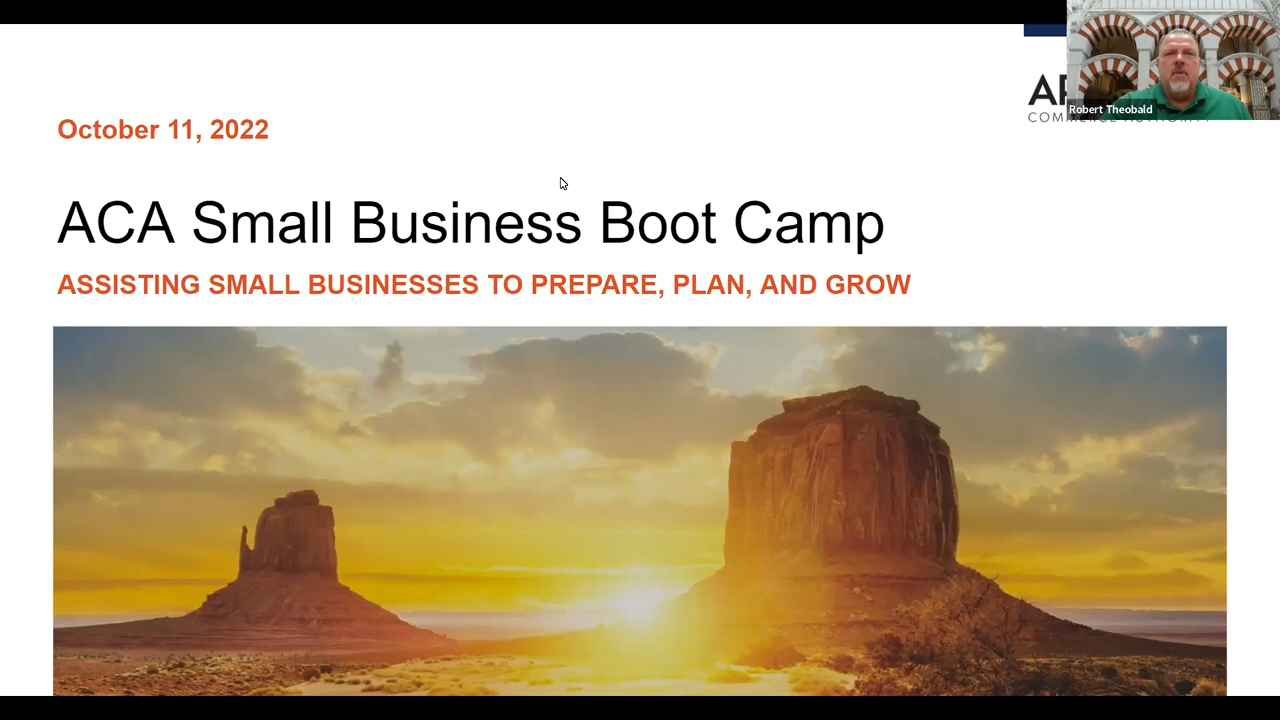 October 11, 2022
Robert Theobald
ACA Small Business Boot Camp
ASSISTING SMALL BUSINESSES TO PREPARE, PLAN, AND GROW